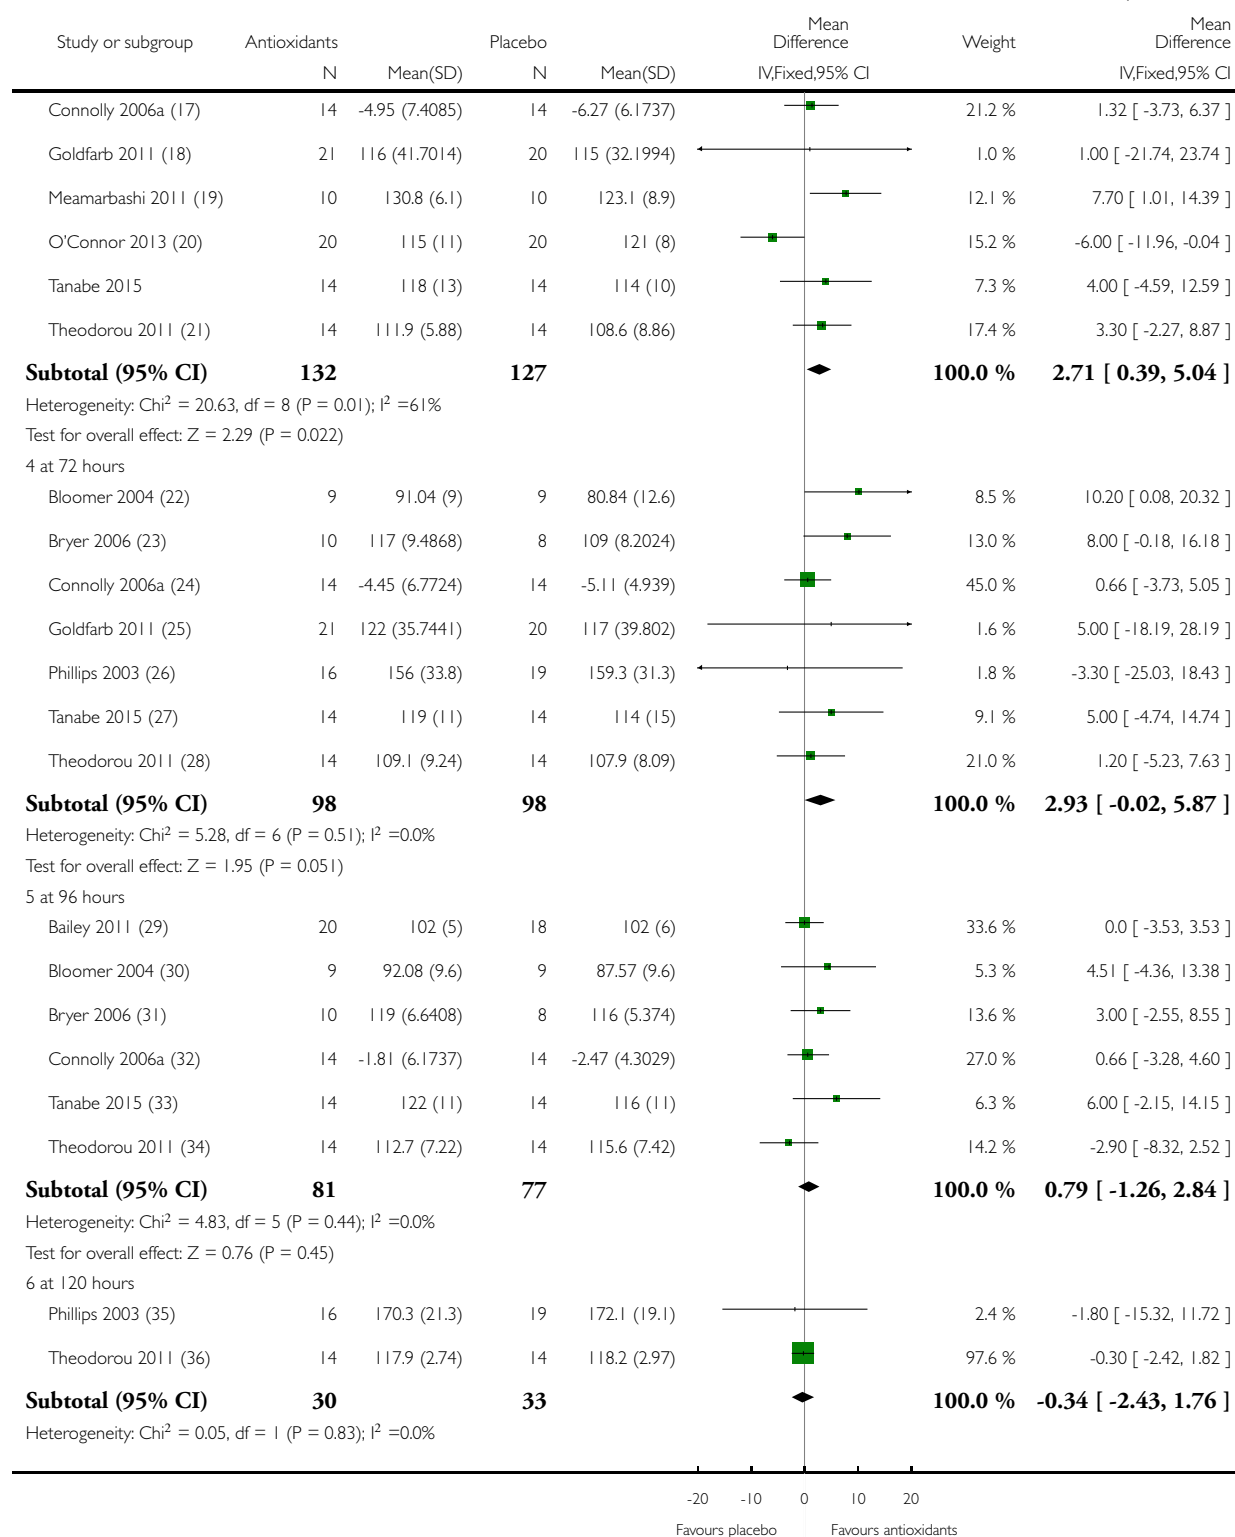 Study or subgroup Antioxidants Placebo Mean Difference Weight Mean Difference
N Mean(SD) N Mean(SD) IV,Fixed,95% CI IV,Fixed,95% CI
Connolly 2006a (17) 14 -4.95 (7.4085) 14 -6.27 (6.1737) 21.2 % 1.32 [ -3.73, 6.37 ]
Goldfarb 2011 (18) 21 116 (41.7014) 20 115 (32.1994) 1.0 % 1.00 [ -21.74, 23.74 ]
Meamarbashi 2011 (19) 10 130.8 (6.1) 10 123.1 (8.9) 12.1 % 7.70 [ 1.01, 14.39 ]
O'Connor 2013 (20) 20 115 (11) 20 121 (8) 15.2 % -6.00 [ -11.96, -0.04 ]
Tanabe 2015 14 118 (13) 14 114 (10) 7.3 % 4.00 [ -4.59, 12.59 ]
Theodorou 2011 (21) 14 111.9 (5.88) 14 108.6 (8.86) 17.4 % 3.30 [ -2.27, 8.87 ]
Subtotal (95% CI) 132 127 100.0 % 2.71 [ 0.39, 5.04 ]
Heterogeneity: Chi² = 20.63, df = 8 (P = 0.01); I² =61%
Test for overall effect: Z = 2.29 (P = 0.022)
4 at 72 hours
Bloomer 2004 (22) 9 91.04 (9) 9 80.84 (12.6) 8.5 % 10.20 [ 0.08, 20.32 ]
Bryer 2006 (23) 10 117 (9.4868) 8 109 (8.2024) 13.0 % 8.00 [ -0.18, 16.18 ]
Connolly 2006a (24) 14 -4.45 (6.7724) 14 -5.11 (4.939) 45.0 % 0.66 [ -3.73, 5.05 ]
Goldfarb 2011 (25) 21 122 (35.7441) 20 117 (39.802) 1.6 % 5.00 [ -18.19, 28.19 ]
Phillips 2003 (26) 16 156 (33.8) 19 159.3 (31.3) 1.8 % -3.30 [ -25.03, 18.43 ]
Tanabe 2015 (27) 14 119 (11) 14 114 (15) 9.1 % 5.00 [ -4.74, 14.74 ]
Theodorou 2011 (28) 14 109.1 (9.24) 14 107.9 (8.09) 21.0 % 1.20 [ -5.23, 7.63 ]
Subtotal (95% CI) 98 98 100.0 % 2.93 [ -0.02, 5.87 ]
Heterogeneity: Chi² = 5.28, df = 6 (P = 0.51); I² =0.0%
Test for overall effect: Z = 1.95 (P = 0.051)
5 at 96 hours
Bailey 2011 (29) 20 102 (5) 18 102 (6) 33.6 % 0.0 [ -3.53, 3.53 ]
Bloomer 2004 (30) 9 92.08 (9.6) 9 87.57 (9.6) 5.3 % 4.51 [ -4.36, 13.38 ]
Bryer 2006 (31) 10 119 (6.6408) 8 116 (5.374) 13.6 % 3.00 [ -2.55, 8.55 ]
Connolly 2006a (32) 14 -1.81 (6.1737) 14 -2.47 (4.3029) 27.0 % 0.66 [ -3.28, 4.60 ]
Tanabe 2015 (33) 14 122 (11) 14 116 (11) 6.3 % 6.00 [ -2.15, 14.15 ]
Theodorou 2011 (34) 14 112.7 (7.22) 14 115.6 (7.42) 14.2 % -2.90 [ -8.32, 2.52 ]
Subtotal (95% CI) 81 77 100.0 % 0.79 [ -1.26, 2.84 ]
Heterogeneity: Chi² = 4.83, df = 5 (P = 0.44); I² =0.0%
Test for overall effect: Z = 0.76 (P = 0.45)
6 at 120 hours
Phillips 2003 (35) 16 170.3 (21.3) 19 172.1 (19.1) 2.4 % -1.80 [ -15.32, 11.72 ]
Theodorou 2011 (36) 14 117.9 (2.74) 14 118.2 (2.97) 97.6 % -0.30 [ -2.42, 1.82 ]
Subtotal (95% CI) 30 33 100.0 % -0.34 [ -2.43, 1.76 ]
Heterogeneity: Chi² = 0.05, df = 1 (P = 0.83); I² =0.0%
-20 -10 0 10 20
Favours placebo Favours antioxidants